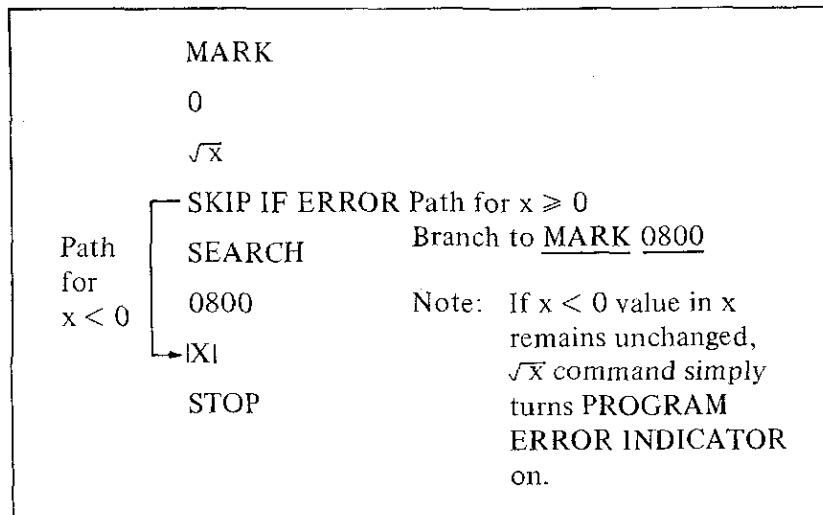 MARK
0
√x
SKIP IF ERROR Path for x ⩾ 0
Branch to MARK 0800
Path
for
x < 0
SEARCH
0800
|X|
STOP
Note: If x < 0 value in x
remains unchanged,
√x command simply
turns PROGRAM
ERROR INDICATOR
on.